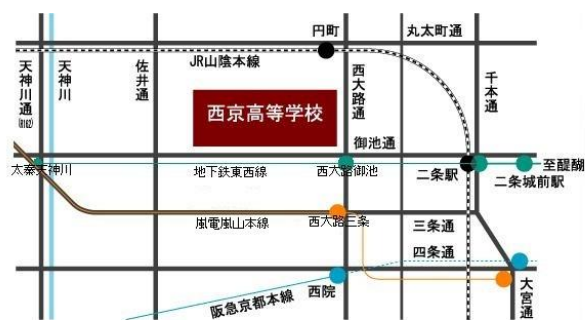 円町
丸太町通
JR山陰本線
天神川通
(R162)
天神川
佐井通
西大路通
千本通
西京高等学校
御池通
太秦天神川
地下鉄東西線
西大路御池
二条駅
至醍醐
二条城前駅
嵐電嵐山本線
西大路三条
三条通
四条通
阪急京都本線
西院
大宮通